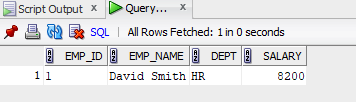 Script Output Query...
SQL All Rows Fetched: 1 in 0 seconds
EMP_ID EMP_NAME DEPT SALARY
1 1 David Smith HR 8200